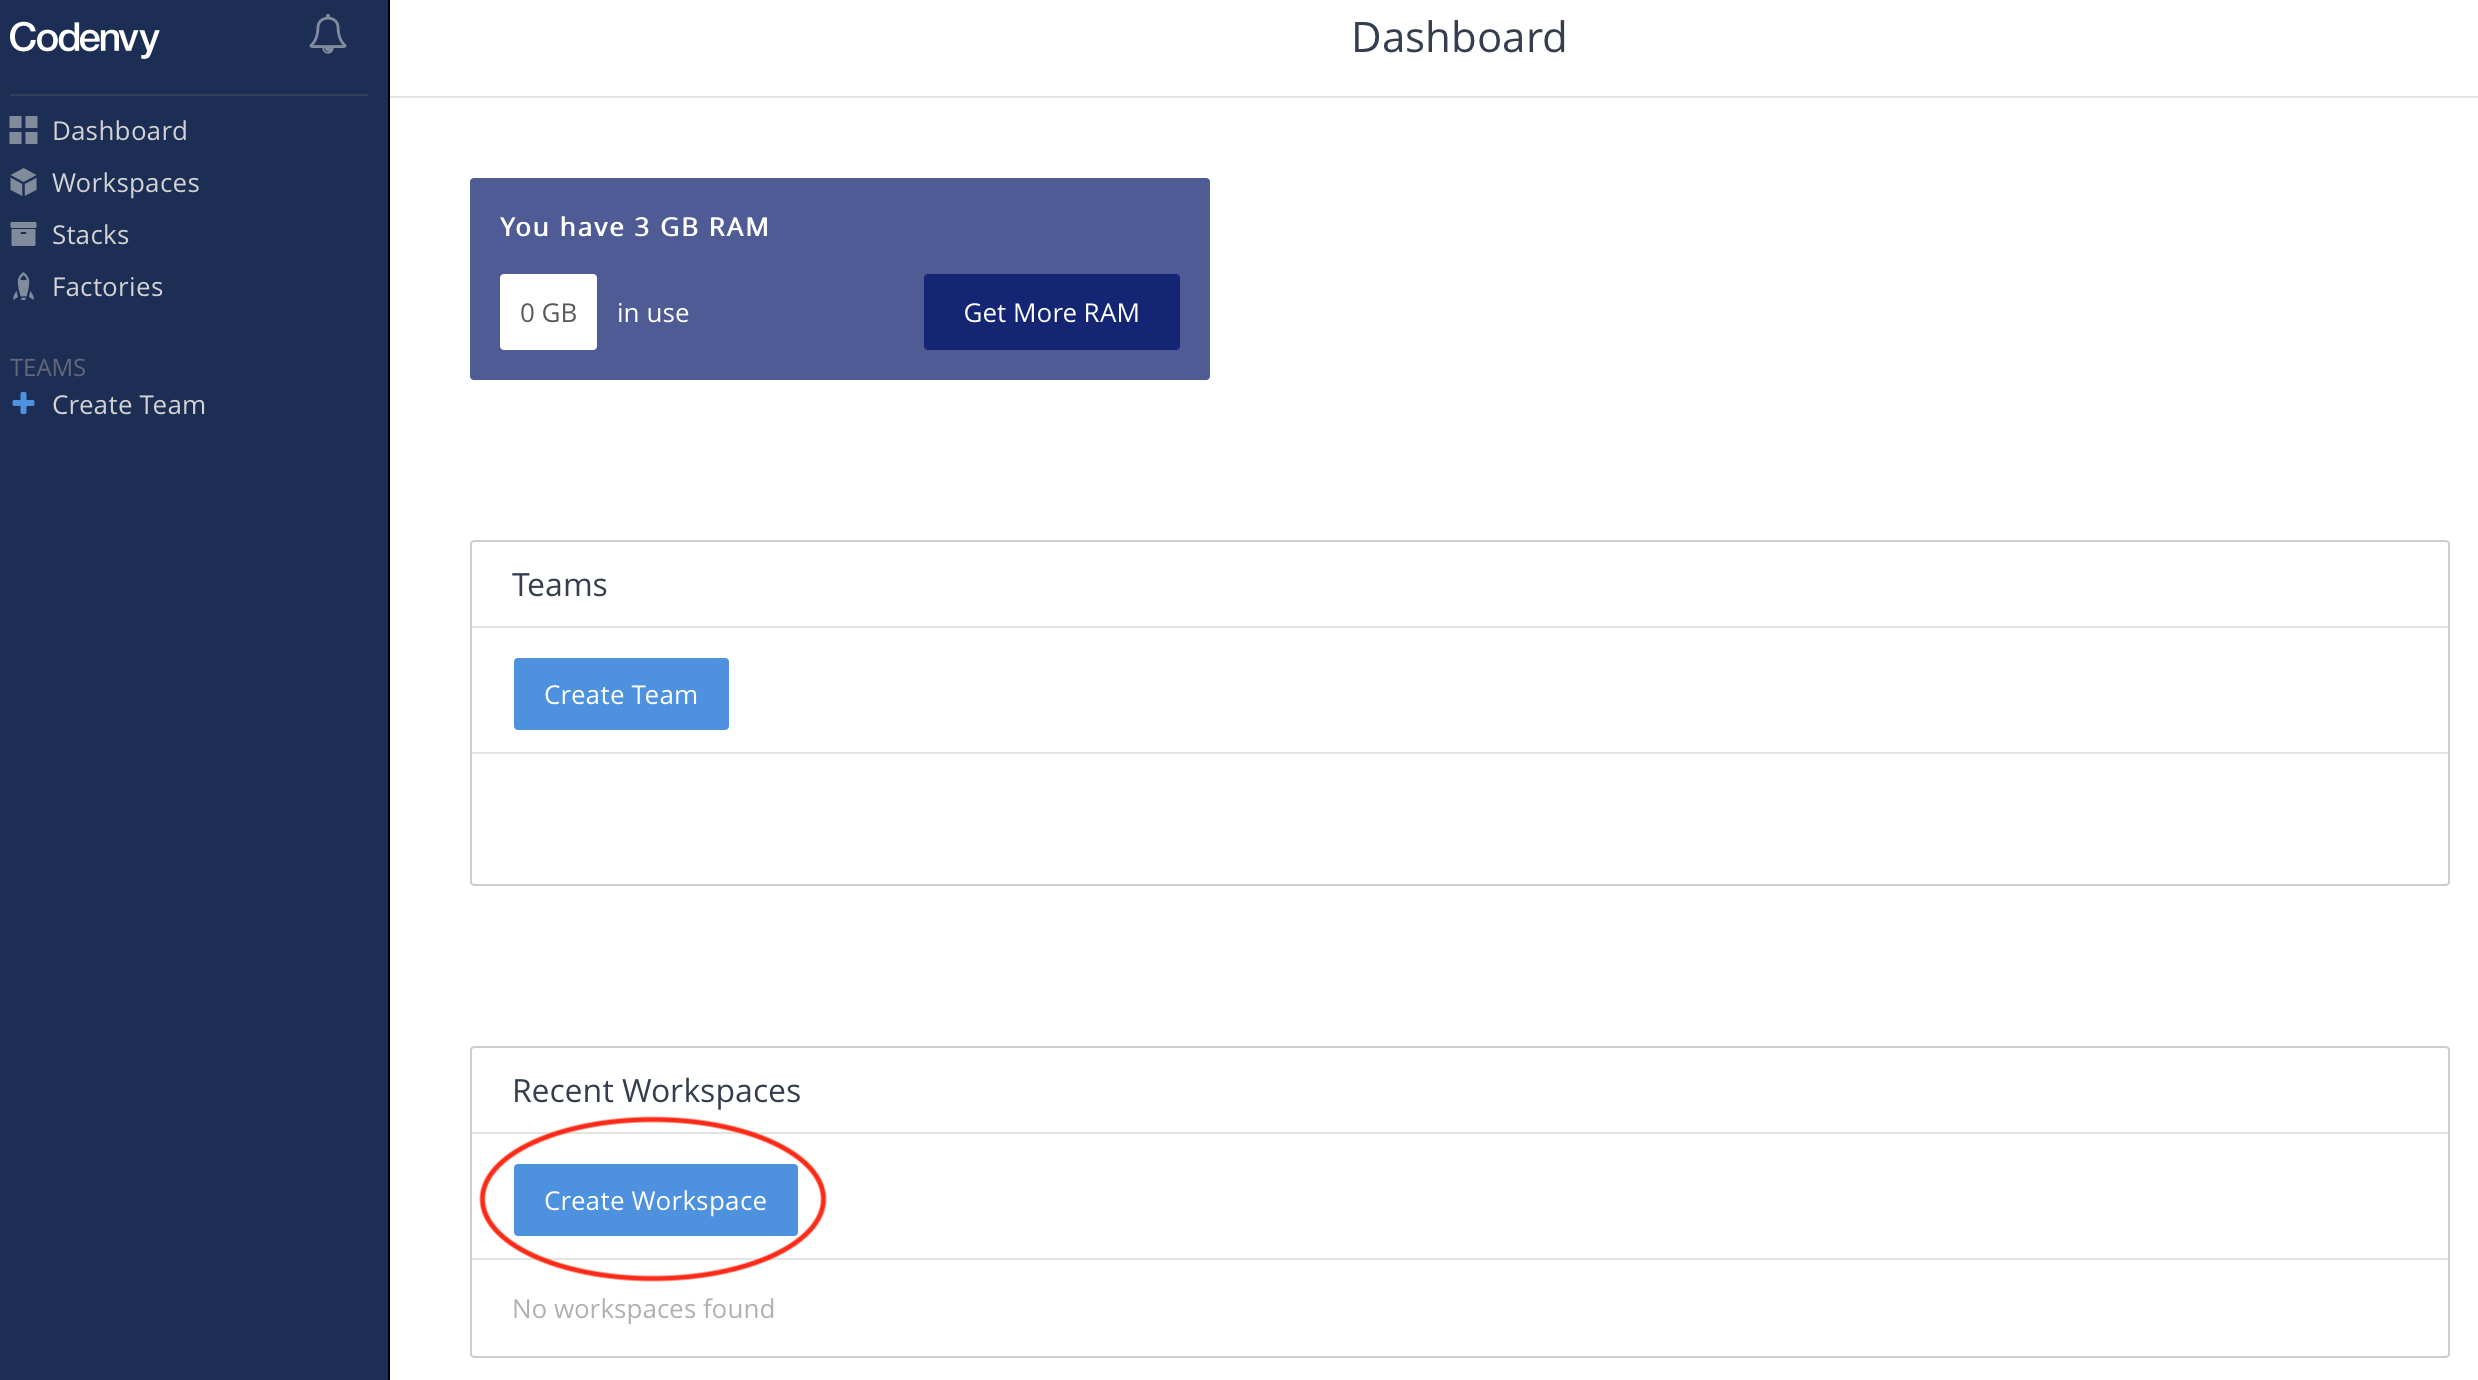 Codenvy
Dashboard
Workspaces
Stacks
Factories
TEAMS
Create Team
Dashboard
You have 3 GB RAM
0 GB in use
Get More RAM
Teams
Create Team
Recent Workspaces
Create Workspace
No workspaces found